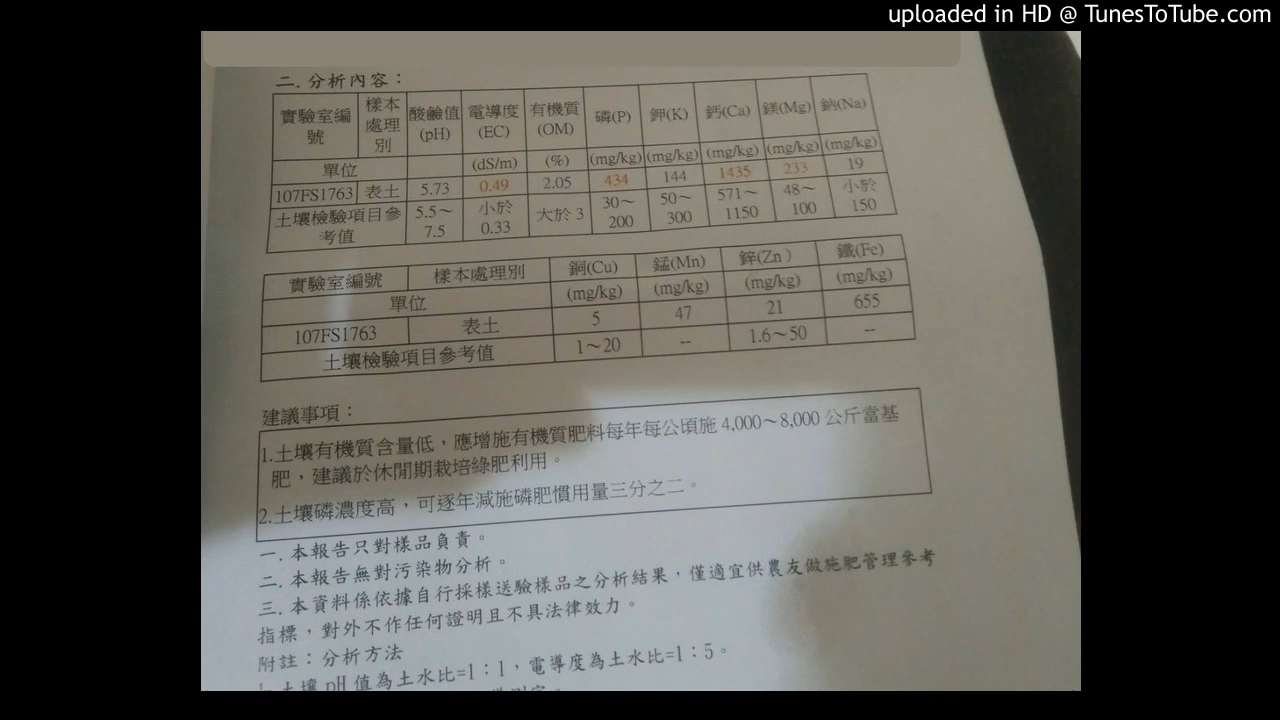 uploaded in HD @ TunesToTube.com
二. 分析內容：
實驗室編號 樣本處理別 酸鹼值(pH) 電導度(EC) 有機質(OM) 磷(P) 鉀(K) 鈣(Ca) 鎂(Mg) 鈉(Na)
單位 (dS/m) (%) (mg/kg) (mg/kg) (mg/kg) (mg/kg) (mg/kg)
107FS1763 表土 5.73 0.49 2.05 434 144 1435 233 19
土壤檢驗項目參考值 5.5～7.5 小於0.33 大於 3 30～200 50～300 571～1150 48～100 小於150
實驗室編號 樣本處理別 銅(Cu) 錳(Mn) 鋅(Zn) 鐵(Fe)
單位 (mg/kg) (mg/kg) (mg/kg) (mg/kg)
107FS1763 表土 5 47 21 655
土壤檢驗項目參考值 1～20 -- 1.6～50 --
建議事項：
1.土壤有機質含量低，應增施有機質肥料每年每公頃施 4,000～8,000 公斤當基
肥，建議於休閒期栽培綠肥利用。
2.土壤磷濃度高，可逐年減施磷肥慣用量三分之二。
一. 本報告只對樣品負責。
二. 本報告無對污染物分析。
三. 本資料係依據自行採樣送驗樣品之分析結果，僅適宜供農友做施肥管理參考
指標，對外不作任何證明且不具法律效力。
附註：分析方法
土壤 pH 值為土水比=1：1，電導度為土水比=1：5。